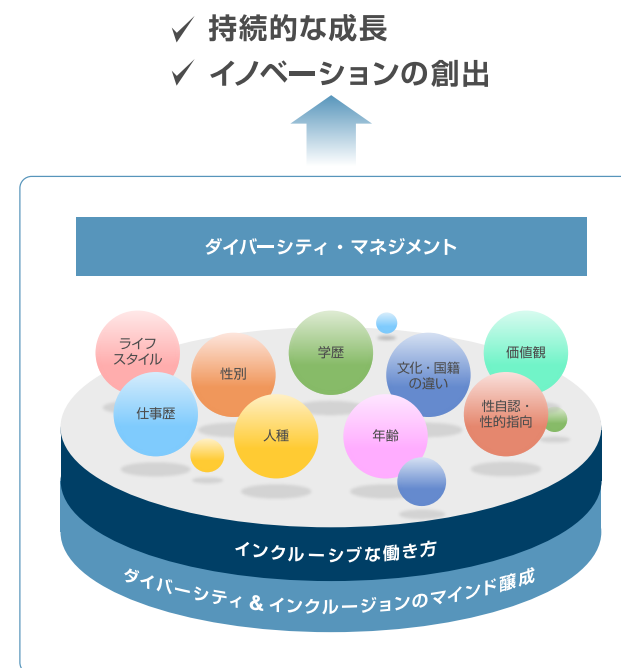 ✓ 持続的な成長
✓ イノベーションの創出
ダイバーシティ・マネジメント
ライフ
スタイル
性別
学歴
文化・国籍
の違い
価値観
仕事歴
人種
年齢
性自認・
性的指向
インクルーシブな働き方
ダイバーシティ & インクルージョンのマインド醸成